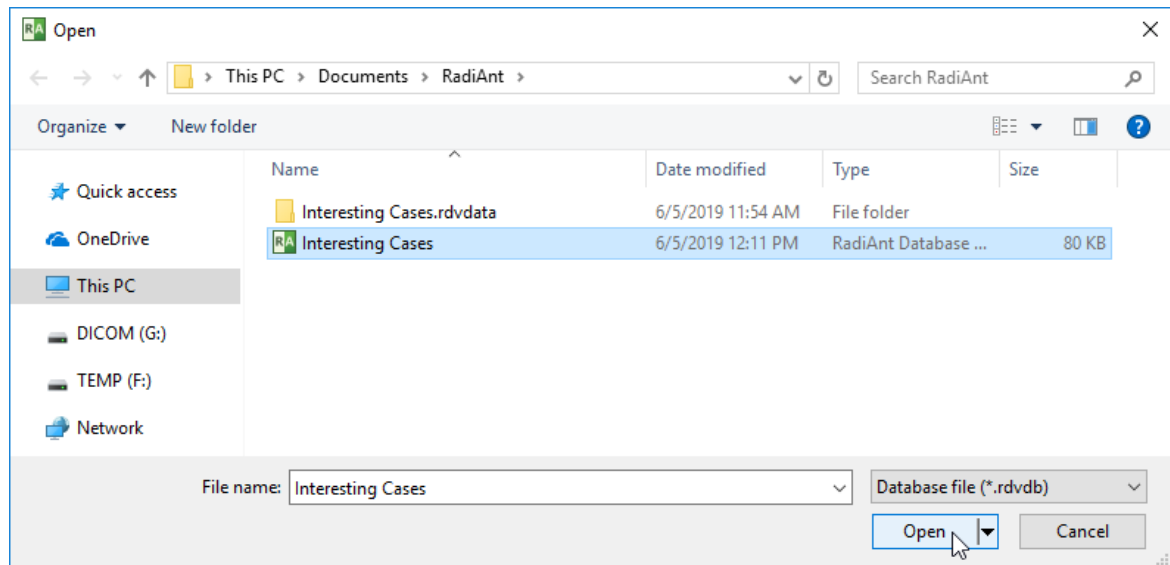 RA Open
This PC > Documents > RadiAnt >
Search RadiAnt
Organize
New folder
?
Name
Date modified
Type
Size
Quick access
OneDrive
This PC
DICOM (G:)
TEMP (F:)
Network
Interesting Cases.rdvdata 6/5/2019 11:54 AM File folder
RA Interesting Cases 6/5/2019 12:11 PM RadiAnt Database ... 80 KB
File name: Interesting Cases
Database file (*.rdvdb)
Open
Cancel